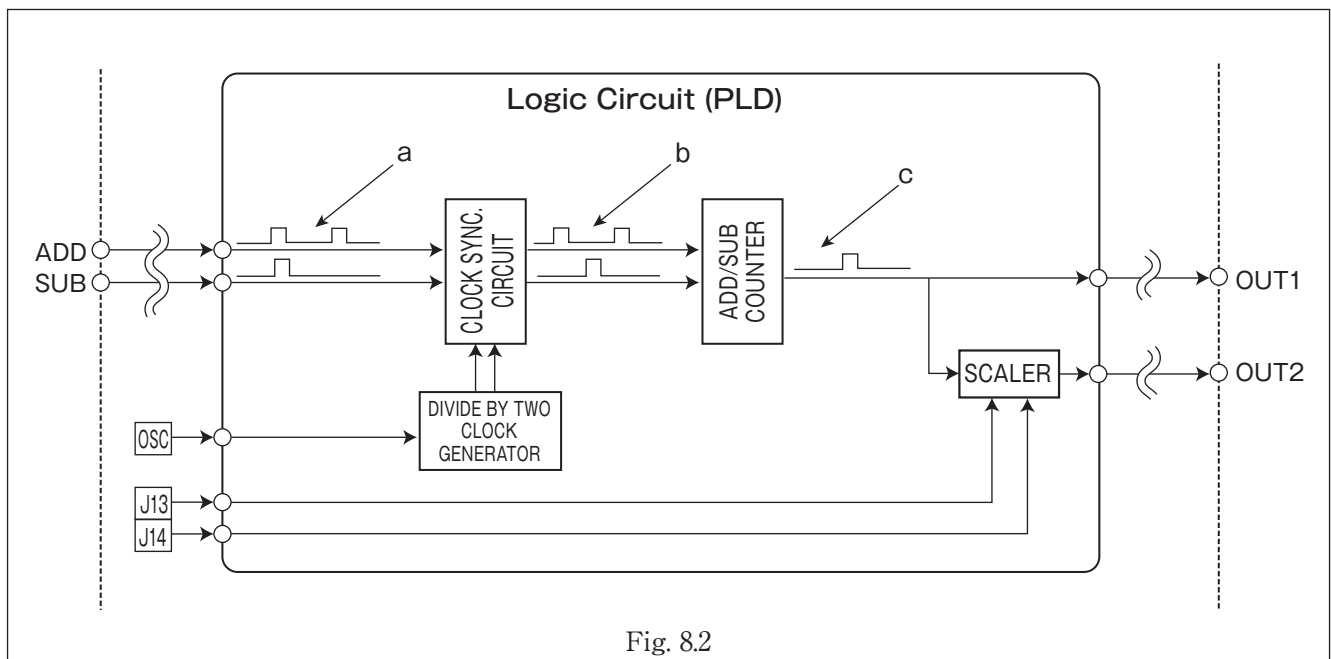 Logic Circuit (PLD)
a
b
c
ADD
SUB
CLOCK SYNC.
CIRCUIT
ADD/SUB
COUNTER
OUT1
SCALER
OUT2
DIVIDE BY TWO
CLOCK
GENERATOR
OSC
J13
J14
Fig. 8.2